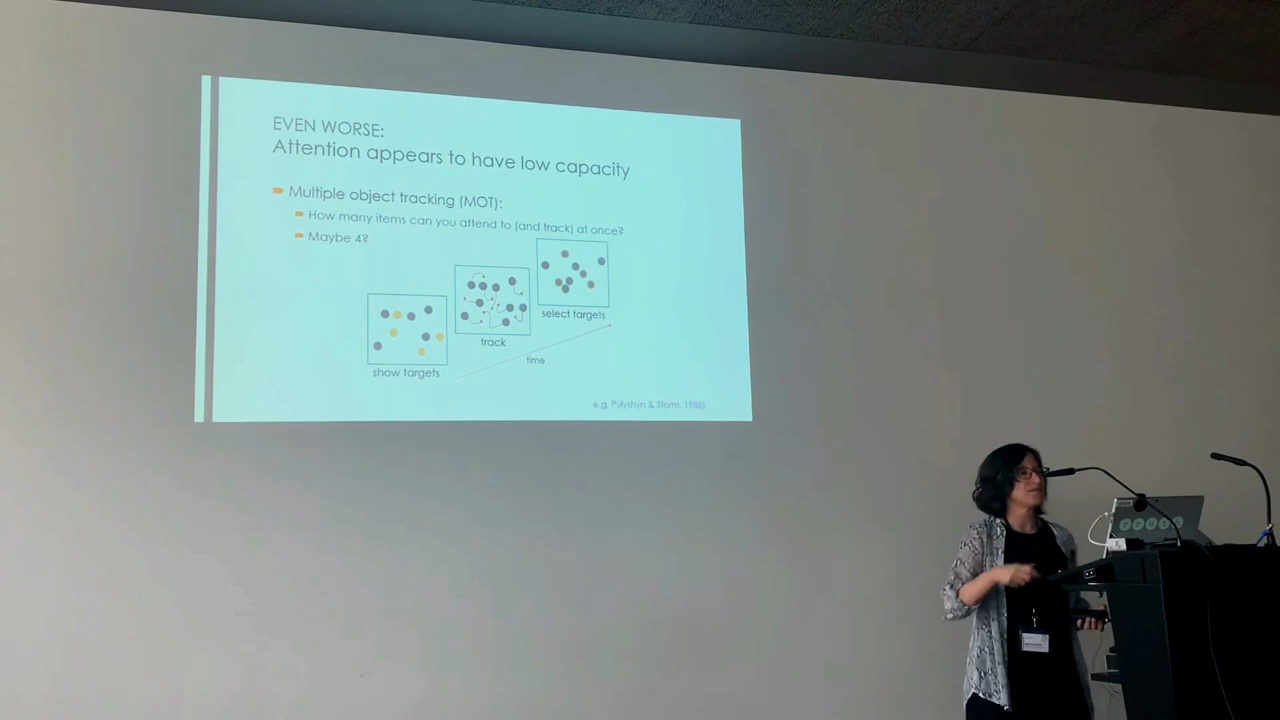 EVEN WORSE:
Attention appears to have low capacity
Multiple object tracking (MOT):
How many items can you attend to (and track) at once?
Maybe 4?
select targets
track
time
show targets
e.g. Pylyshyn & Storm, 1988)